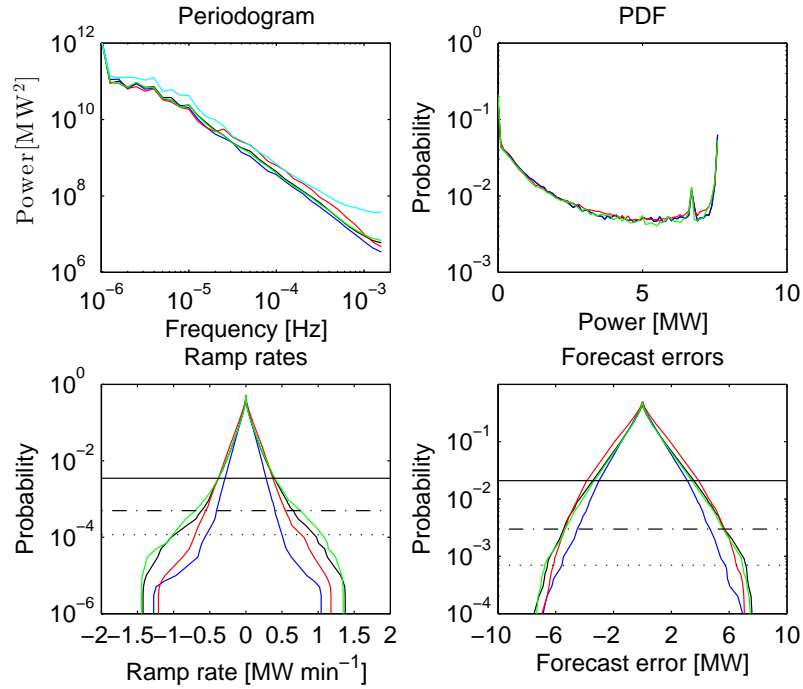 Periodogram
10^12
10^10
10^8
10^6
Power[MW^2]
10^−6
10^−5
10^−4
10^−3
Frequency [Hz]
PDF
10^0
10^−1
10^−2
10^−3
Probability
0
5
10
Power [MW]
Ramp rates
10^0
10^−2
10^−4
10^−6
Probability
−2 −1.5 −1 −0.5 0 0.5 1 1.5 2
Ramp rate [MW min^−1]
Forecast errors
10^−1
10^−2
10^−3
10^−4
Probability
−10 −6 −2 2 6 10
Forecast error [MW]